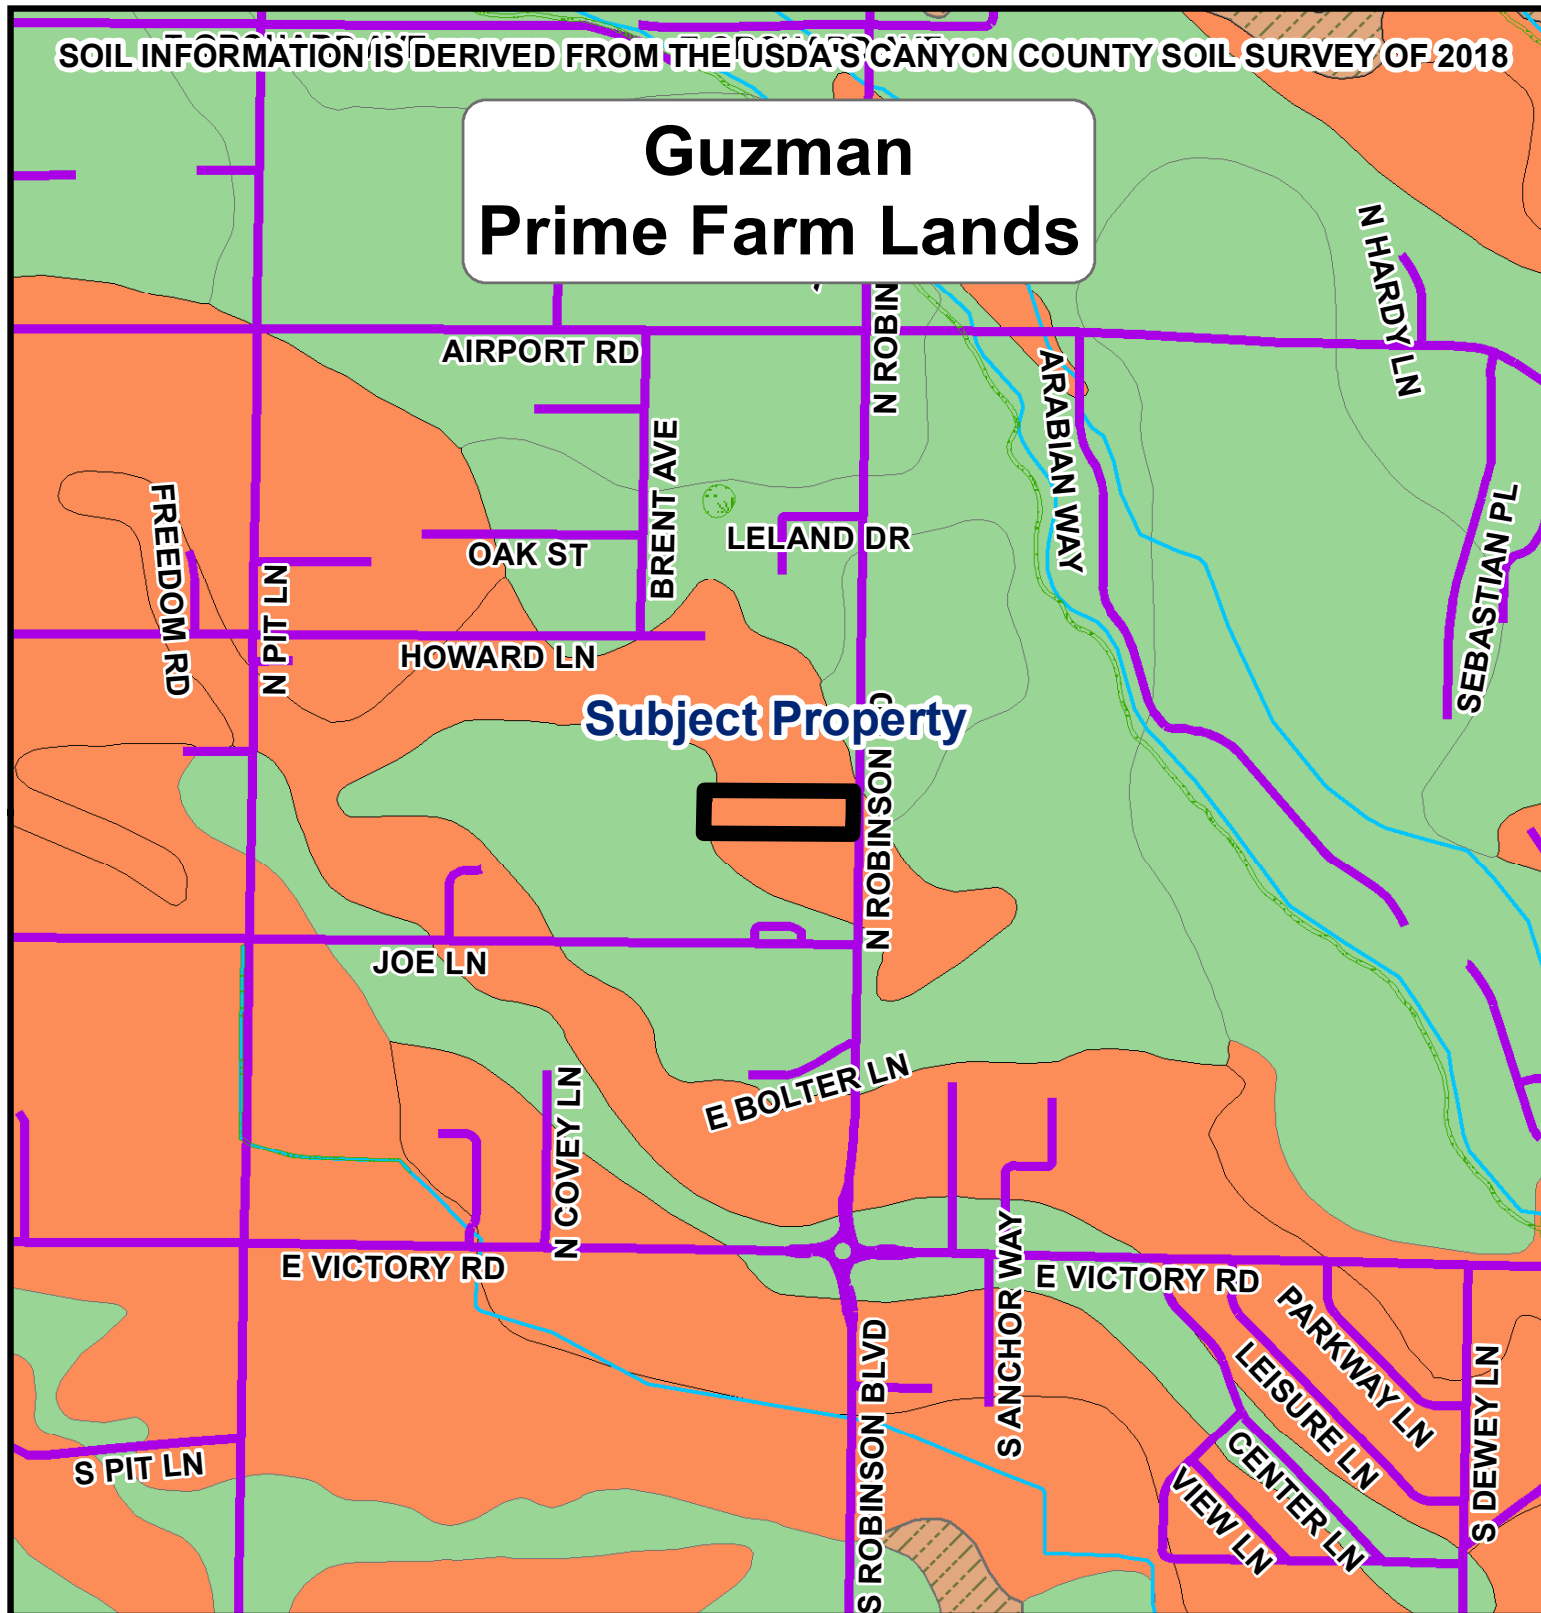 SOIL INFORMATION IS DERIVED FROM THE USDA'S CANYON COUNTY SOIL SURVEY OF 2018
Guzman
Prime Farm Lands
N HARDY LN
N ROBIN
AIRPORT RD
ARABIAN WAY
BRENT AVE
FREEDOM RD
SEBASTIAN PL
LELAND DR
OAK ST
N PIT LN
HOWARD LN
Subject Property
N ROBINSON
JOE LN
E BOLTER LN
N COVEY LN
S ANCHOR WAY
E VICTORY RD
E VICTORY RD
PARKWAY LN
S ROBINSON BLVD
LEISURE LN
S DEWEY LN
CENTER LN
S PIT LN
VIEW LN